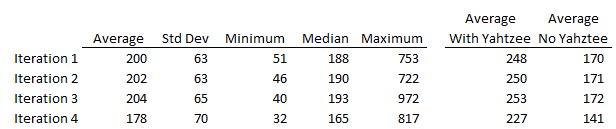 Average Average
Average Std Dev Minimum Median Maximum With Yahtzee No Yahztee
Iteration 1 200 63 51 188 753 248 170
Iteration 2 202 63 46 190 722 250 171
Iteration 3 204 65 40 193 972 253 172
Iteration 4 178 70 32 165 817 227 141